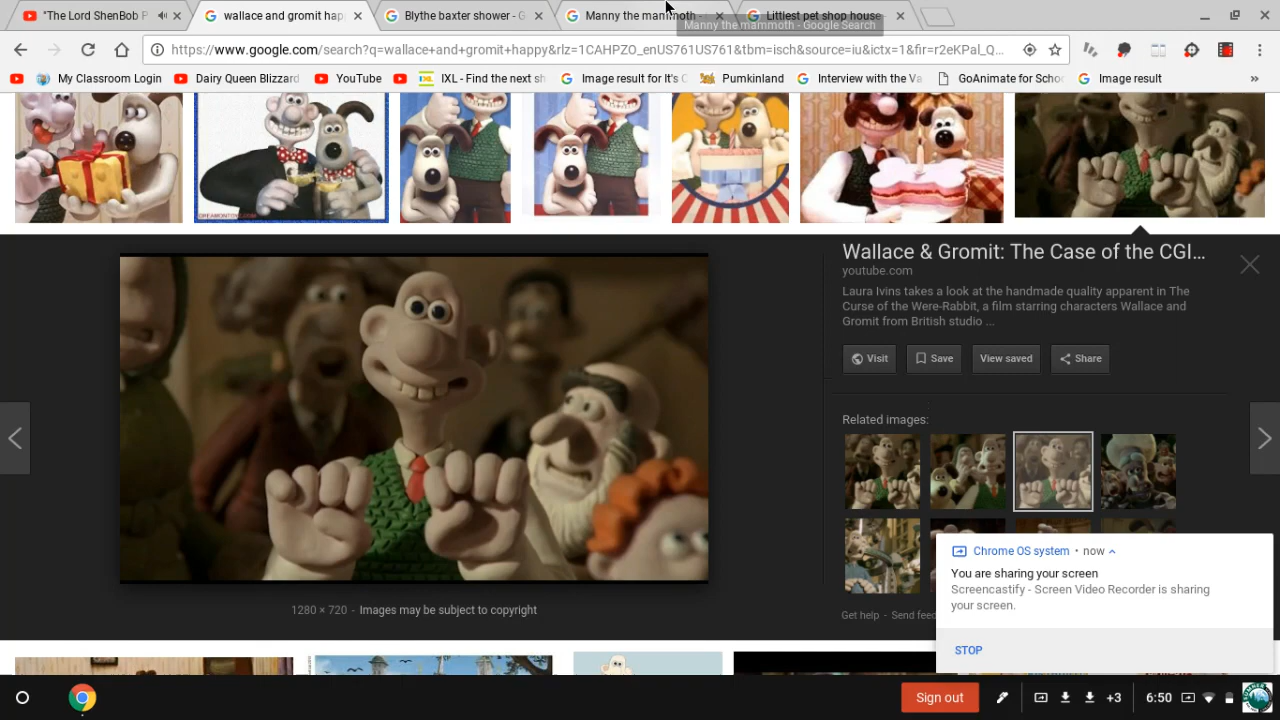 "The Lord ShenBob P
wallace and gromit hap
Blythe baxter shower - G
Manny the mammoth -
Littlest pet shop house
Manny the mammoth - Google Search
https://www.google.com/search?q=wallace+and+gromit+happy&rlz=1CAHPZO_enUS761US761&tbm=isch&source=iu&ictx=1&fir=r2eKPal_Q...
My Classroom Login
Dairy Queen Blizzard
YouTube
IXL - Find the next sh
Image result for It's C
Pumkinland
Interview with the Va
GoAnimate for Schoo
Image result
»
Wallace & Gromit: The Case of the CGI...
youtube.com
Laura Ivins takes a look at the handmade quality apparent in The
Curse of the Were-Rabbit, a film starring characters Wallace and
Gromit from British studio ...
Visit
Save
View saved
Share
Related images:
1280 × 720 - Images may be subject to copyright
Get help - Send feed
Chrome OS system • now
You are sharing your screen
Screencastify - Screen Video Recorder is sharing
your screen.
STOP
Sign out
+3
6:50